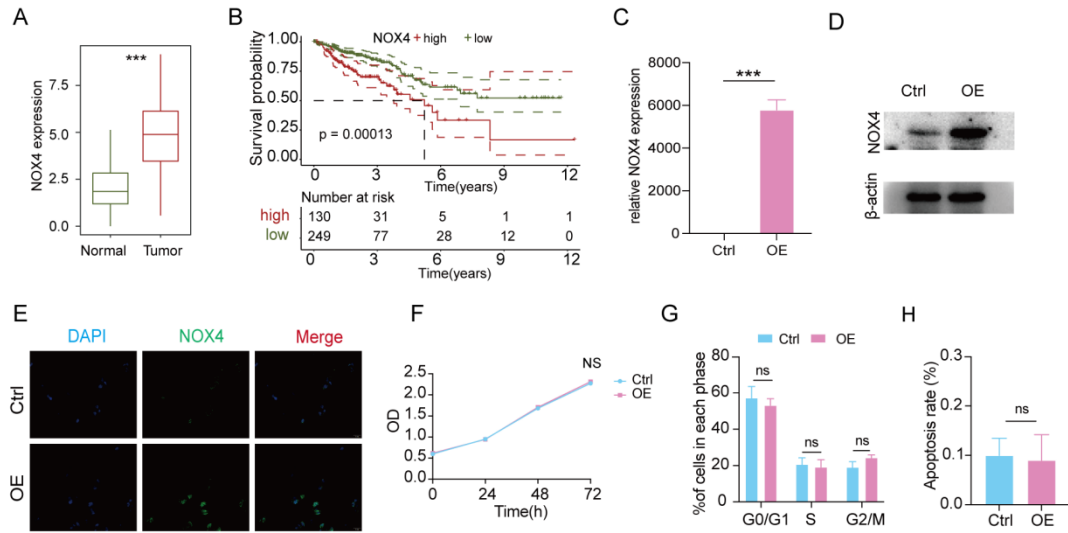 A
NOX4 expression
7.5
5.0
2.5
0.0
***
Normal Tumor
B
NOX4 high low
Survival probability
1.00
0.75
0.50
0.25
0.00
p = 0.00013
0 3 6 9 12
Time(years)
Number at risk
high 130 31 5 1 1
low 249 77 28 12 0
0 3 6 9 12
Time(years)
C
relative NOX4 expression
8000
6000
4000
2000
0
***
Ctrl OE
D
Ctrl OE
NOX4
β-actin
E
DAPI NOX4 Merge
Ctrl
OE
F
OD
2.5
2.0
1.5
1.0
0.5
0.0
NS
Ctrl
OE
0 24 48 72
Time(h)
G
Ctrl OE
%of cells in each phase
80
60
40
20
0
ns
ns
ns
G0/G1 S G2/M
H
Apoptosis rate (%)
0.3
0.2
0.1
0.0
ns
Ctrl OE